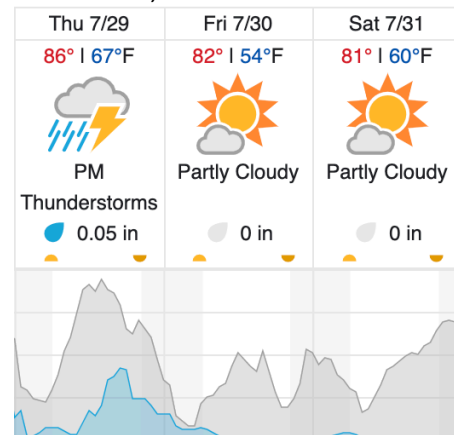 Thu 7/29
Fri 7/30
Sat 7/31
86° | 67°F
82° | 54°F
81° | 60°F
PM
Thunderstorms
Partly Cloudy
Partly Cloudy
0.05 in
0 in
0 in